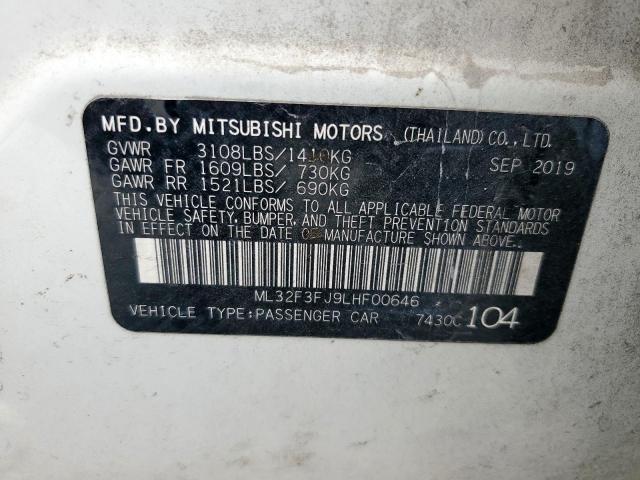 MFD.BY MITSUBISHI MOTORS (THAILAND) CO., LTD.
GVWR 3108LBS/1410KG SEP 2019
GAWR FR 1609LBS/ 730KG
GAWR RR 1521LBS/ 690KG
THIS VEHICLE CONFORMS TO ALL APPLICABLE FEDERAL MOTOR
VEHICLE SAFETY, BUMPER, AND THEFT PREVENTION STANDARDS
IN EFFECT ON THE DATE OF MANUFACTURE SHOWN ABOVE.
ML32F3FJ9LHF00646
VEHICLE TYPE:PASSENGER CAR 7430C 104